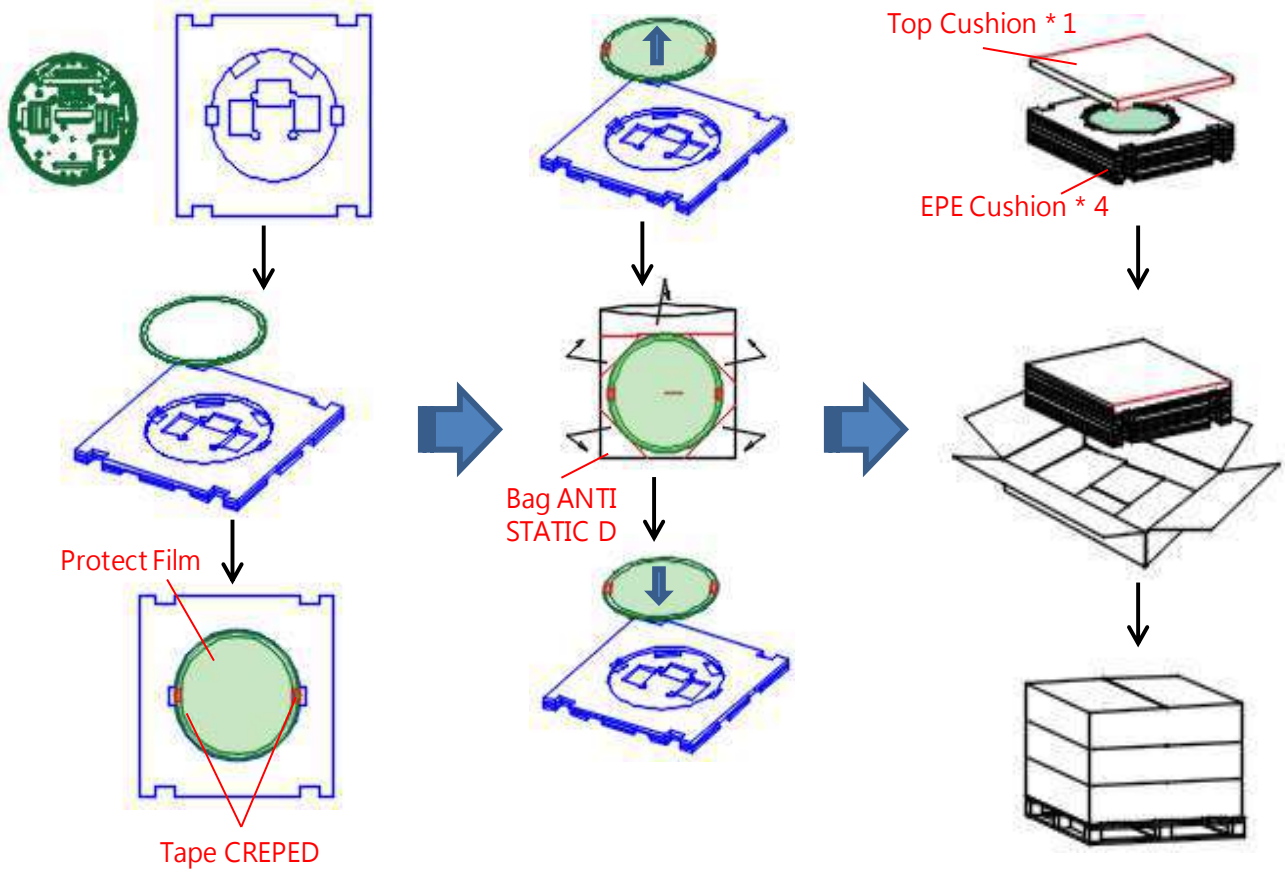 Top Cushion * 1
EPE Cushion * 4
Bag ANTI
STATIC D
Protect Film
Tape CREPED